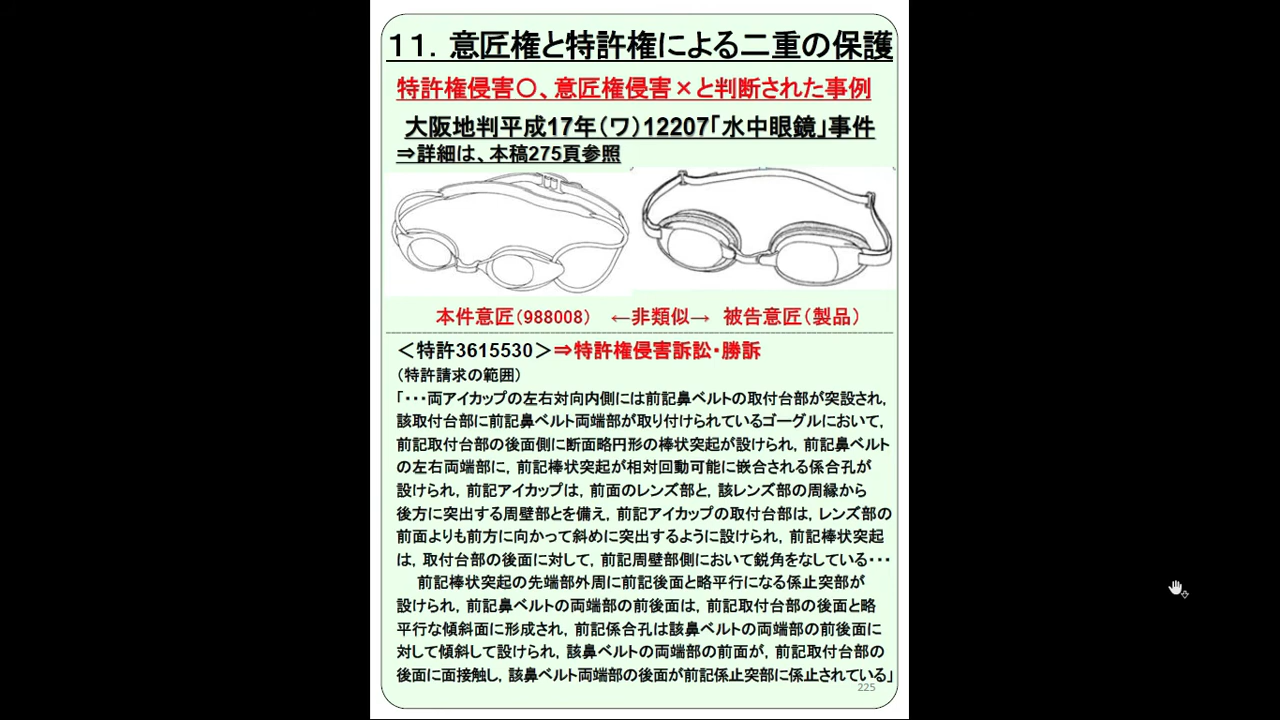 11．意匠権と特許権による二重の保護
特許権侵害〇、意匠権侵害×と判断された事例
大阪地判平成17年（ワ）12207「水中眼鏡」事件
⇒詳細は、本稿275頁参照
本件意匠（988008） ←非類似→ 被告意匠（製品）
＜特許3615530＞⇒特許権侵害訴訟・勝訴
（特許請求の範囲）
「・・・両アイカップの左右対向内側には前記鼻ベルトの取付台部が突設され，
該取付台部に前記鼻ベルト両端部が取り付けられているゴーグルにおいて，
前記取付台部の後面側に断面略円形の棒状突起が設けられ，前記鼻ベルト
の左右両端部に，前記棒状突起が相対回動可能に嵌合される係合孔が
設けられ，前記アイカップは，前面のレンズ部と，該レンズ部の周縁から
後方に突出する周壁部とを備え，前記アイカップの取付台部は，レンズ部の
前面よりも前方に向かって斜めに突出するように設けられ，前記棒状突起
は，取付台部の後面に対して，前記周壁部側において鋭角をなしている・・・
前記棒状突起の先端部外周に前記後面と略平行になる係止突部が
設けられ，前記鼻ベルトの両端部の前後面は，前記取付台部の後面と略
平行な傾斜面に形成され，前記係合孔は該鼻ベルトの両端部の前後面に
対して傾斜して設けられ，該鼻ベルトの両端部の前面が，前記取付台部の
後面に面接触し，該鼻ベルト両端部の後面が前記係止突部に係止されている」
225